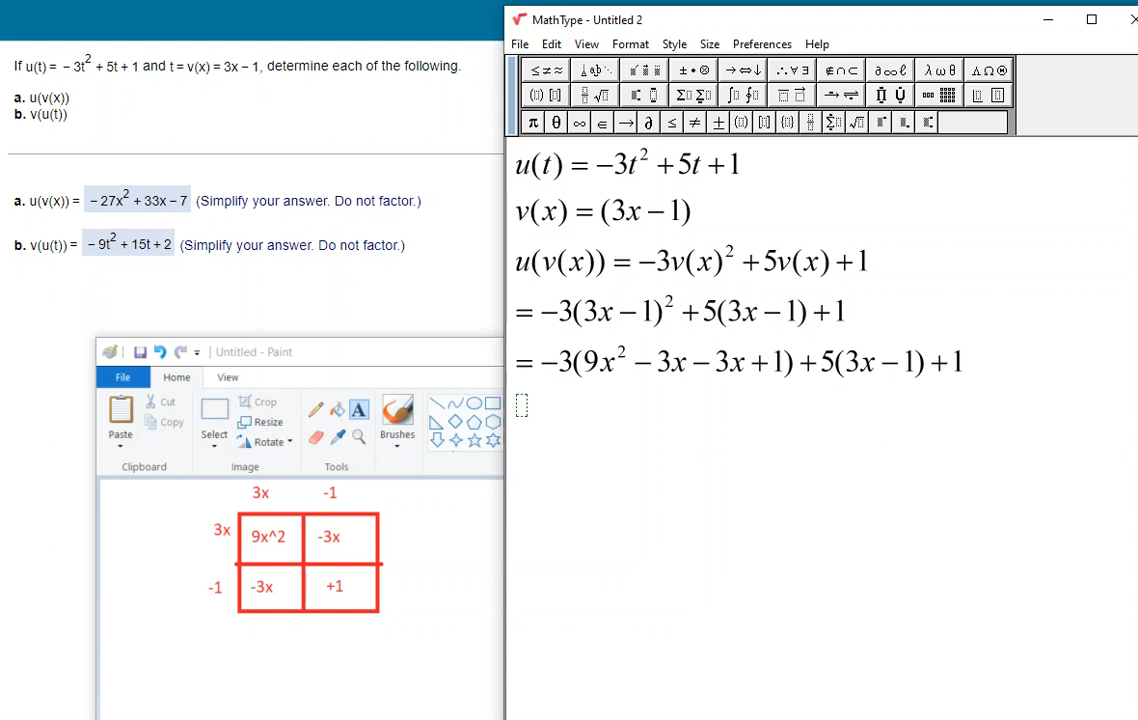 If u(t) = − 3t² + 5t + 1 and t = v(x) = 3x − 1, determine each of the following.
a. u(v(x))
b. v(u(t))
a. u(v(x)) = − 27x² + 33x − 7 (Simplify your answer. Do not factor.)
b. v(u(t)) = − 9t² + 15t + 2 (Simplify your answer. Do not factor.)
MathType - Untitled 2
File Edit View Format Style Size Preferences Help
u(t) = −3t² + 5t + 1
v(x) = (3x − 1)
u(v(x)) = −3v(x)² + 5v(x) + 1
= −3(3x − 1)² + 5(3x − 1) + 1
= −3(9x² − 3x − 3x + 1) + 5(3x − 1) + 1
Untitled - Paint
File Home View
Paste
Cut
Copy
Clipboard
Select
Crop
Resize
Rotate
Image
A
Tools
Brushes
3x -1
3x 9x^2 -3x
-1 -3x +1